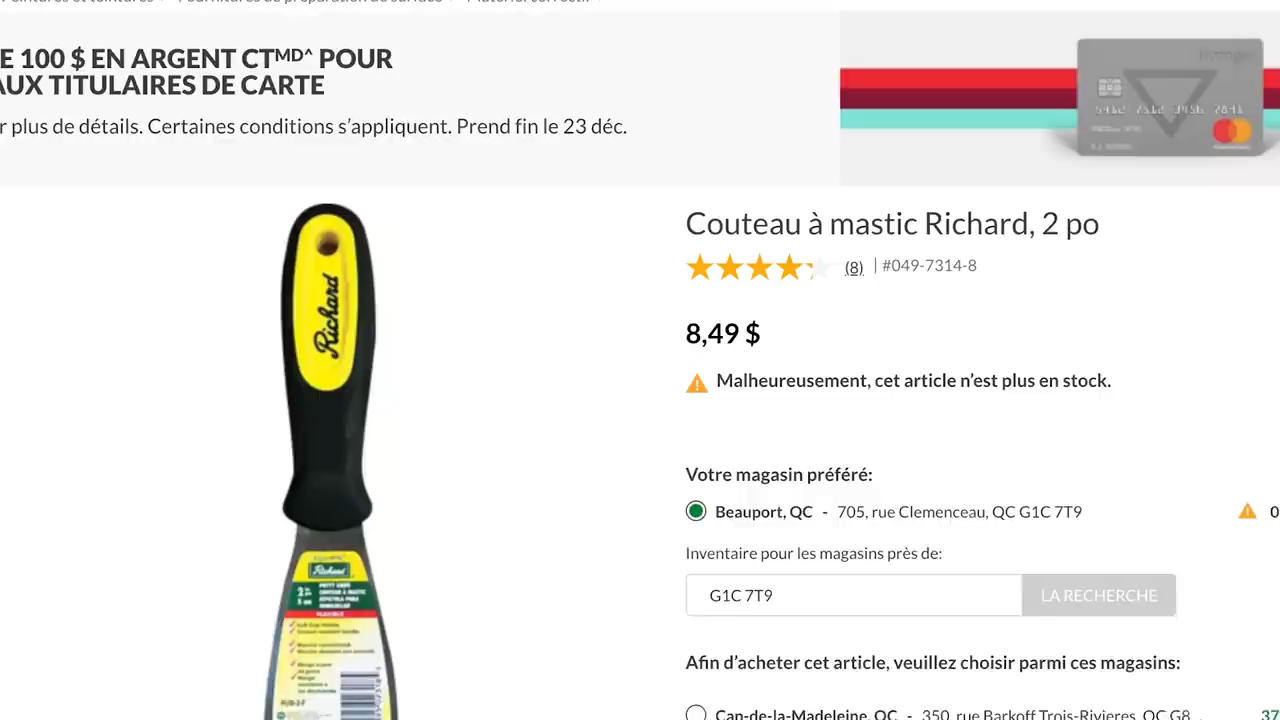 E 100 $ EN ARGENT CTMD^ POUR
AUX TITULAIRES DE CARTE
r plus de détails. Certaines conditions s'appliquent. Prend fin le 23 déc.
Richard
Couteau à mastic Richard, 2 po
(8) | #049-7314-8
8,49 $
Malheureusement, cet article n'est plus en stock.
Votre magasin préféré:
Beauport, QC - 705, rue Clemenceau, QC G1C 7T9
0
Inventaire pour les magasins près de:
G1C 7T9
LA RECHERCHE
Afin d'acheter cet article, veuillez choisir parmi ces magasins:
Cap-de-la-Madeleine, QC - 350, rue Barkoff Trois-Rivieres, QC G8
37
Richard